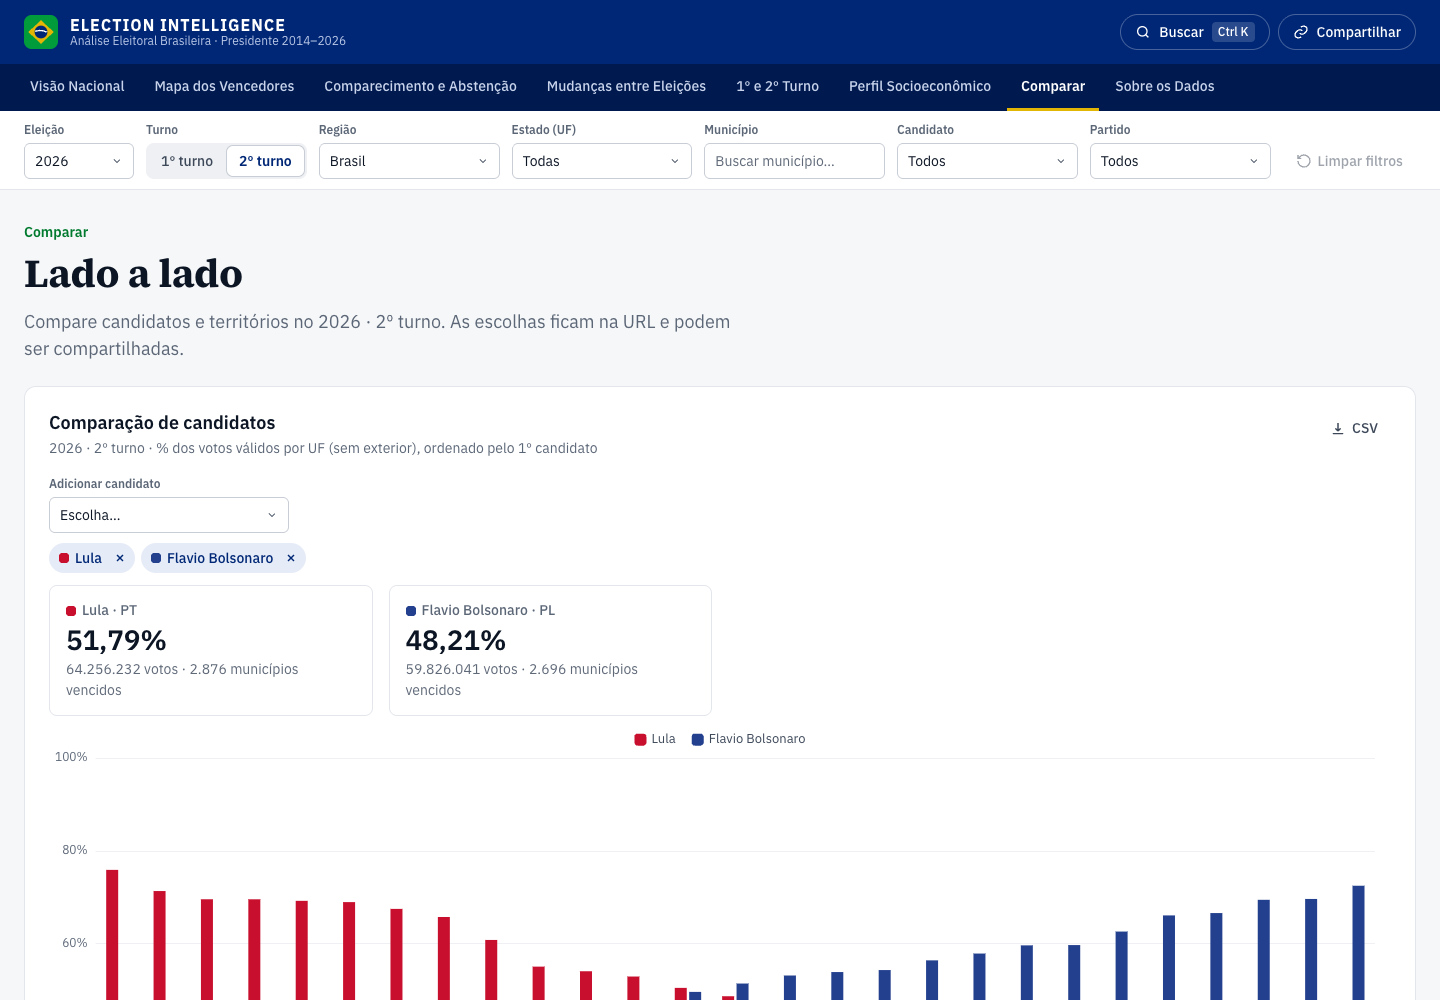 ELECTION INTELLIGENCE
Análise Eleitoral Brasileira · Presidente 2014–2026
Buscar Ctrl K
Compartilhar
Visão Nacional
Mapa dos Vencedores
Comparecimento e Abstenção
Mudanças entre Eleições
1º e 2º Turno
Perfil Socioeconômico
Comparar
Sobre os Dados
Eleição
2026
Turno
1º turno
2º turno
Região
Brasil
Estado (UF)
Todas
Município
Buscar município...
Candidato
Todos
Partido
Todos
Limpar filtros
Comparar
Lado a lado
Compare candidatos e territórios no 2026 · 2º turno. As escolhas ficam na URL e podem
ser compartilhadas.
Comparação de candidatos
2026 · 2º turno · % dos votos válidos por UF (sem exterior), ordenado pelo 1º candidato
CSV
Adicionar candidato
Escolha...
Lula ×
Flavio Bolsonaro ×
Lula · PT
51,79%
64.256.232 votos · 2.876 municípios
vencidos
Flavio Bolsonaro · PL
48,21%
59.826.041 votos · 2.696 municípios
vencidos
Lula
Flavio Bolsonaro
100%
80%
60%